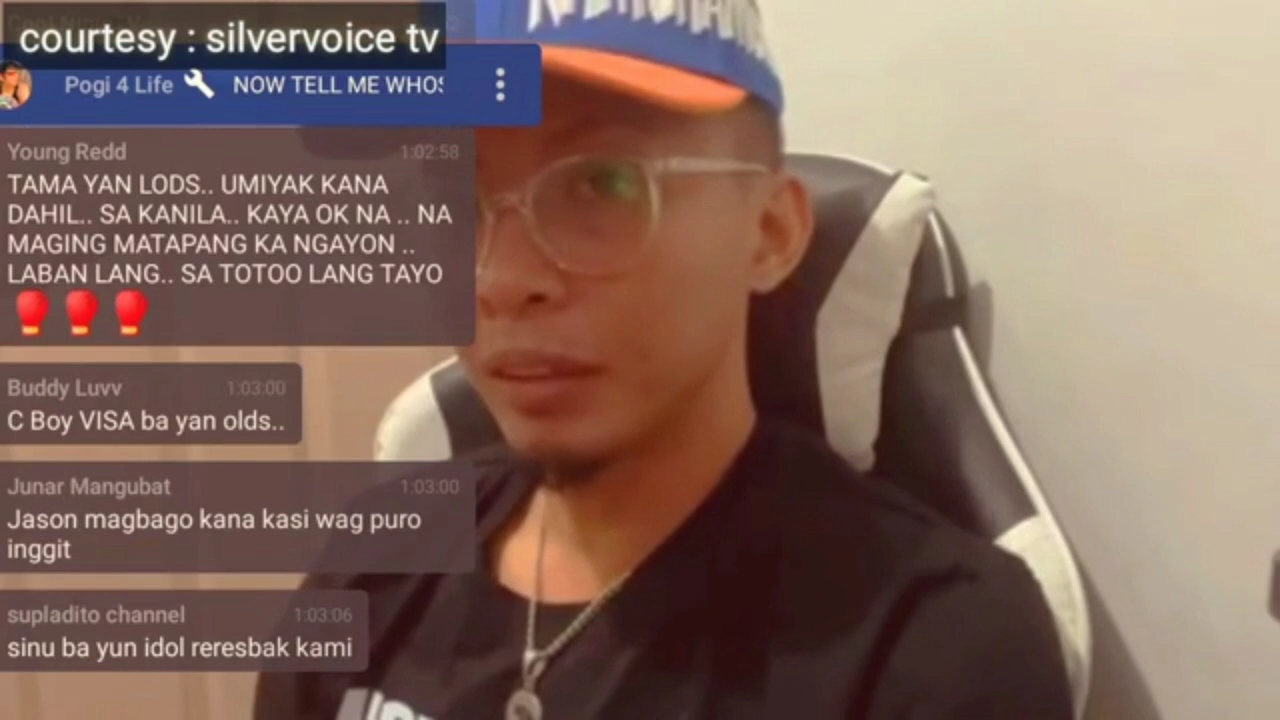 courtesy : silvervoice tv
Pogi 4 Life NOW TELL ME WHOS
Young Redd 1:02:58
TAMA YAN LODS.. UMIYAK KANA
DAHIL.. SA KANILA.. KAYA OK NA .. NA
MAGING MATAPANG KA NGAYON ..
LABAN LANG.. SA TOTOO LANG TAYO
🥊 🥊 🥊
Buddy Luvv 1:03:00
C Boy VISA ba yan olds..
Junar Mangubat 1:03:00
Jason magbago kana kasi wag puro
inggit
supladito channel 1:03:06
sinu ba yun idol reresbak kami